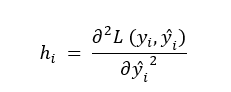 h_i = ∂²L (y_i, ŷ_i) / ∂ŷ_i²